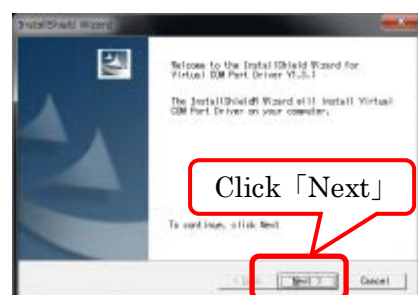 InstallShield Wizard
Welcome to the InstallShield Wizard for
Virtual COM Port Driver V1.3.1
The InstallShield® Wizard will install Virtual
COM Port Driver on your computer.
Click「Next」
To continue, click Next.
Next >
Cancel